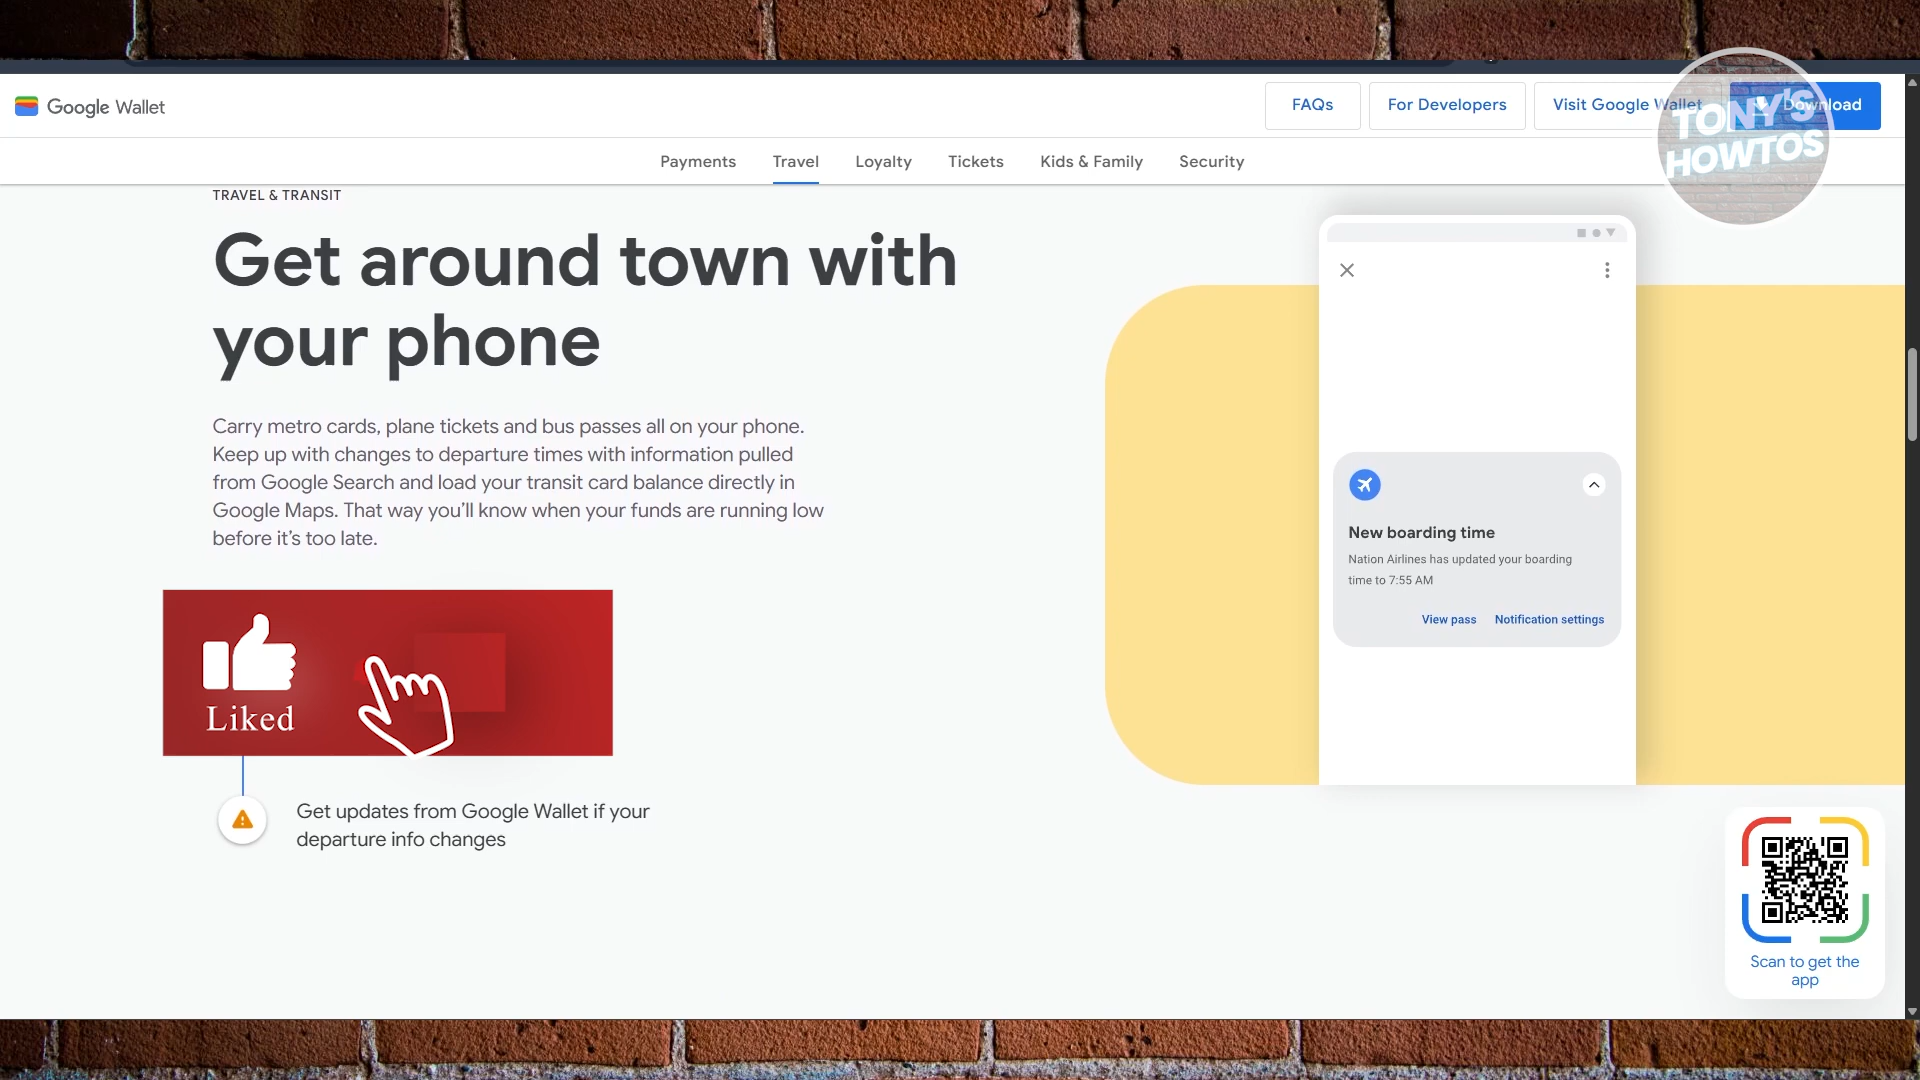 Google Wallet
FAQs
For Developers
Visit Google Wallet
Download
TONY'S
HOWTOS
Payments
Travel
Loyalty
Tickets
Kids & Family
Security
TRAVEL & TRANSIT
Get around town with
your phone
Carry metro cards, plane tickets and bus passes all on your phone.
Keep up with changes to departure times with information pulled
from Google Search and load your transit card balance directly in
Google Maps. That way you’ll know when your funds are running low
before it’s too late.
Liked
Get updates from Google Wallet if your
departure info changes
New boarding time
Nation Airlines has updated your boarding
time to 7:55 AM
View pass
Notification settings
Scan to get the
app